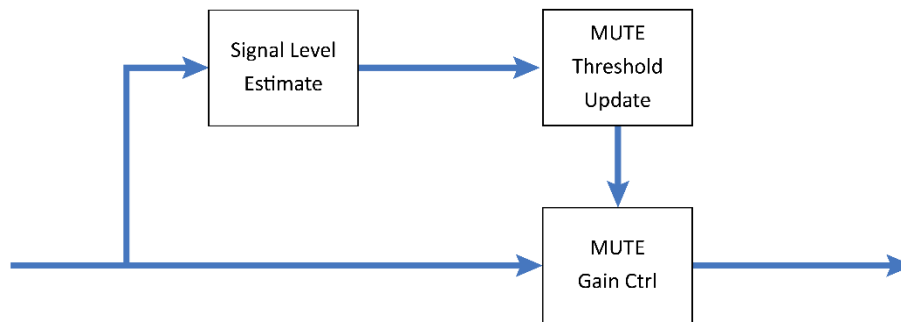 Signal Level
Estimate
MUTE
Threshold
Update
MUTE
Gain Ctrl